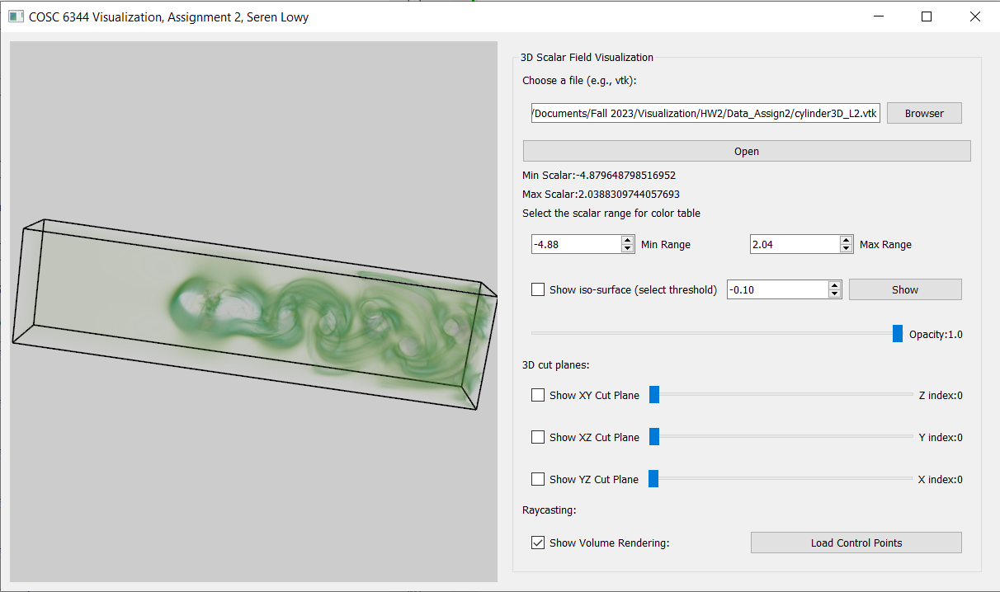 COSC 6344 Visualization, Assignment 2, Seren Lowy
3D Scalar Field Visualization
Choose a file (e.g., vtk):
/Documents/Fall 2023/Visualization/HW2/Data_Assign2/cylinder3D_L2.vtk Browser
Open
Min Scalar:-4.879648798516952
Max Scalar:2.0388309744057693
Select the scalar range for color table
-4.88 Min Range 2.04 Max Range
Show iso-surface (select threshold) -0.10 Show
Opacity:1.0
3D cut planes:
Show XY Cut Plane Z index:0
Show XZ Cut Plane Y index:0
Show YZ Cut Plane X index:0
Raycasting:
Show Volume Rendering: Load Control Points